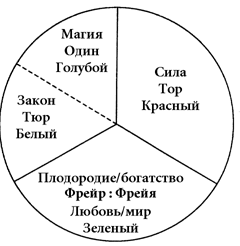 Магия
Один
Голубой
Сила
Тор
Красный
Закон
Тюр
Белый
Плодородие/богатство
Фрейр : Фрейя
Любовь/мир
Зеленый